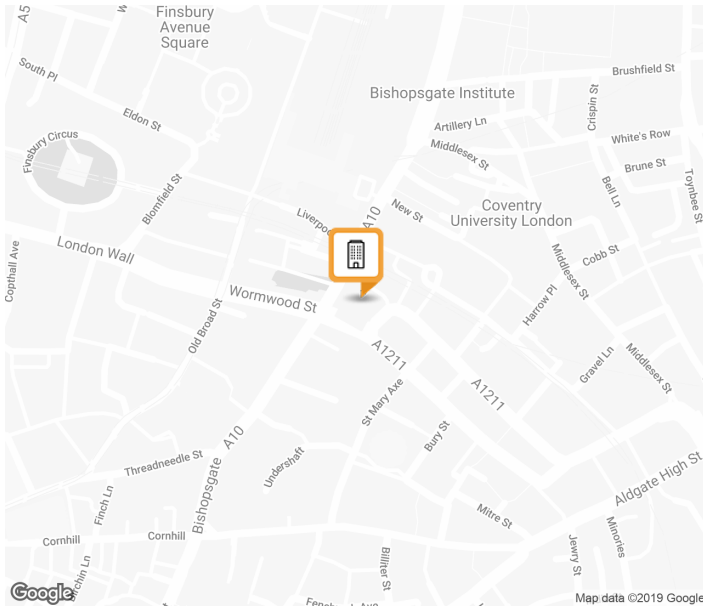 Finsbury
Avenue
Square
A5
South Pl
Eldon St
Finsbury Circus
Blomfield St
Bishopsgate Institute
Brushfield St
Crispin St
Artillery Ln
White's Row
Middlesex St
Brune St
Bell Ln
Toynbee St
New St
A10
Coventry
University London
London Wall
Copthall Ave
Cobb St
Middlesex St
Wormwood St
Old Broad St
Harrow Pl
A1211
Gravel Ln
Middlesex St
A1211
St Mary Axe
Bury St
A10
Threadneedle St
Undershaft
Bishopsgate
Aldgate High St
Finch Ln
Mitre St
Cornhill
Cornhill
Minories
Jewry St
Billiter St
Google
Map data ©2019 Google